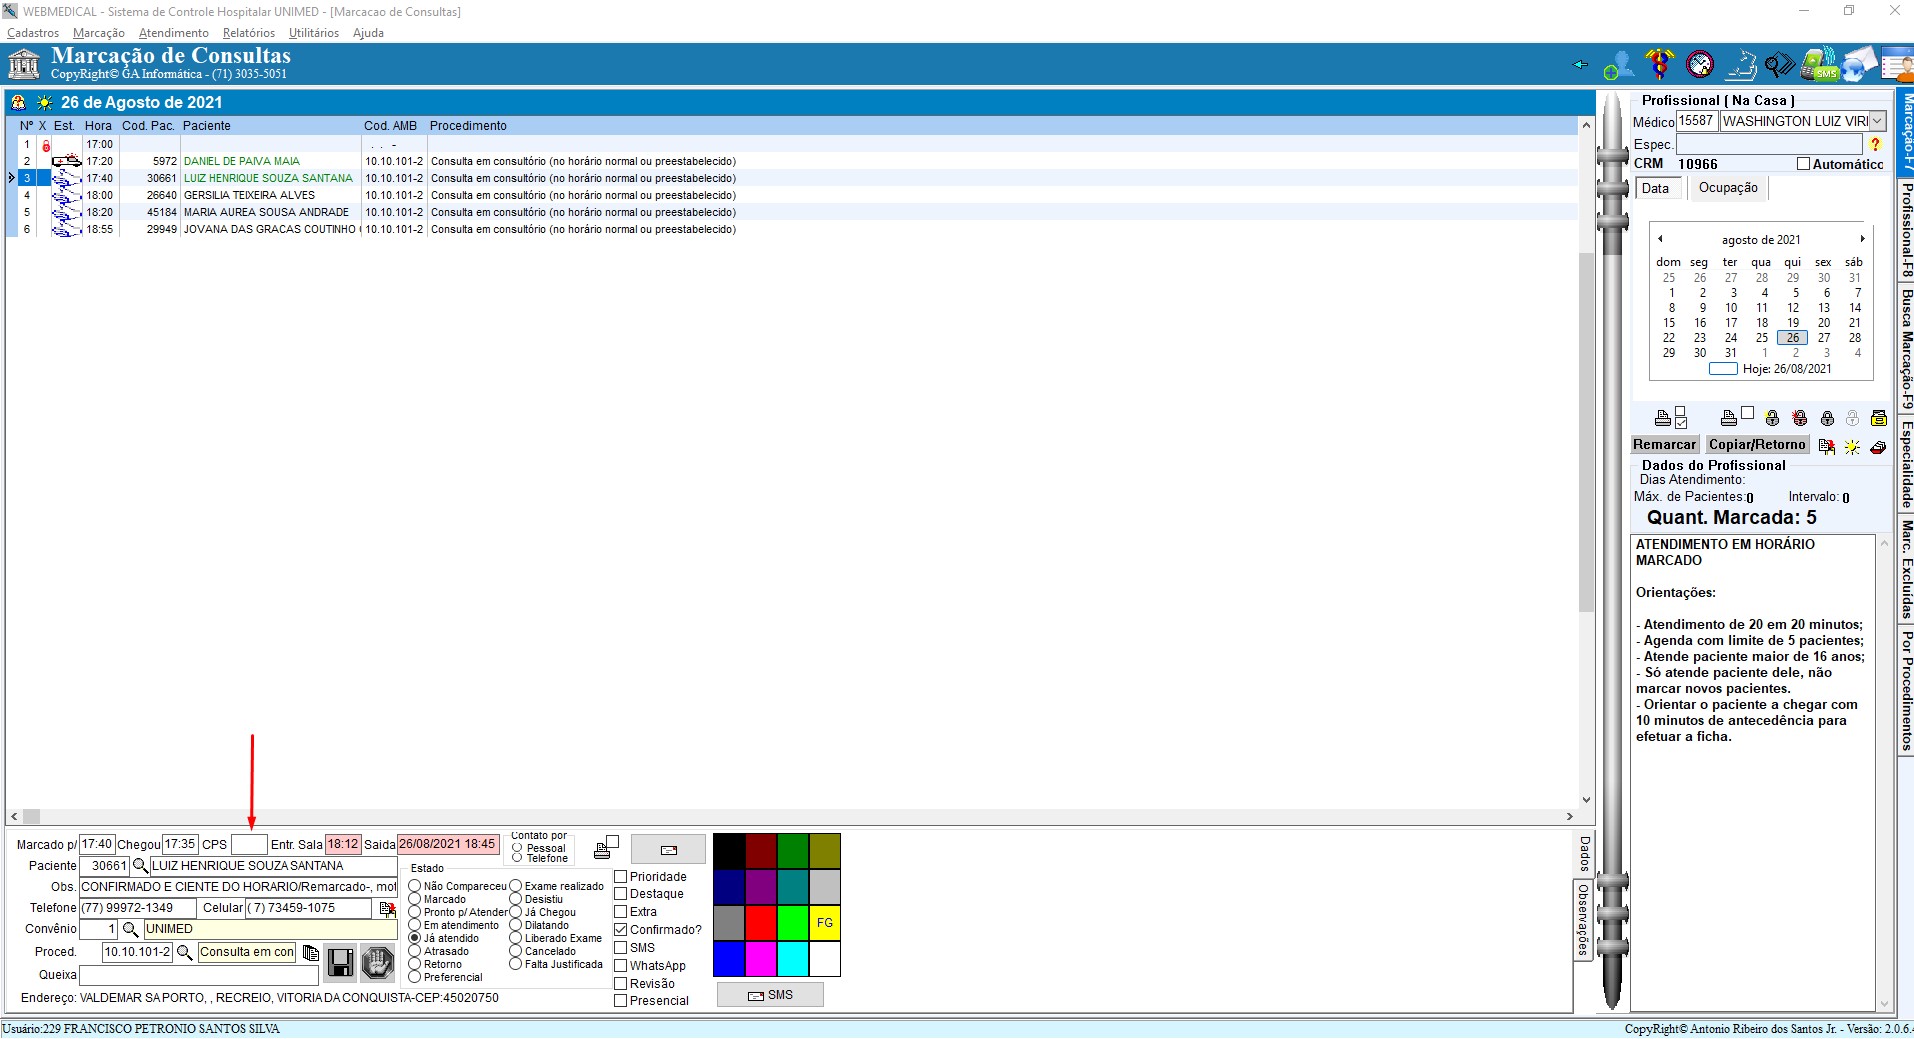 WEBMEDICAL - Sistema de Controle Hospitalar UNIMED - [Marcacao de Consultas]
Cadastros Marcação Atendimento Relatórios Utilitários Ajuda
Marcação de Consultas
CopyRight© GA Informática - (71) 3035-5051
SMS
26 de Agosto de 2021
Nº X Est. Hora Cod. Pac. Paciente Cod. AMB Procedimento
1 17:00 . . -
2 17:20 5972 DANIEL DE PAIVA MAIA 10.10.101-2 Consulta em consultório (no horário normal ou preestabelecido)
3 17:40 30661 LUIZ HENRIQUE SOUZA SANTANA 10.10.101-2 Consulta em consultório (no horário normal ou preestabelecido)
4 18:00 26640 GERSILIA TEIXEIRA ALVES 10.10.101-2 Consulta em consultório (no horário normal ou preestabelecido)
5 18:20 45184 MARIA AUREA SOUSA ANDRADE 10.10.101-2 Consulta em consultório (no horário normal ou preestabelecido)
6 18:55 29949 JOVANA DAS GRACAS COUTINHO 10.10.101-2 Consulta em consultório (no horário normal ou preestabelecido)
Profissional ( Na Casa )
Médico 15587 WASHINGTON LUIZ VIRI
Espec. ?
CRM 10966 Automático
Data Ocupação
agosto de 2021
dom seg ter qua qui sex sáb
25 26 27 28 29 30 31
1 2 3 4 5 6 7
8 9 10 11 12 13 14
15 16 17 18 19 20 21
22 23 24 25 26 27 28
29 30 31 1 2 3 4
Hoje: 26/08/2021
Remarcar Copiar/Retorno
Dados do Profissional
Dias Atendimento:
Máx. de Pacientes:0 Intervalo: 0
Quant. Marcada: 5
ATENDIMENTO EM HORÁRIO
MARCADO
Orientações:
- Atendimento de 20 em 20 minutos;
- Agenda com limite de 5 pacientes;
- Atende paciente maior de 16 anos;
- Só atende paciente dele, não
marcar novos pacientes.
- Orientar o paciente a chegar com
10 minutos de antecedência para
efetuar a ficha.
Marcação-F7
Profissional-F8
Busca Marcação-F9
Especialidade
Marc. Excluídas
Por Procedimentos
Marcado p/ 17:40 Chegou 17:35 CPS Entr. Sala 18:12 Saida 26/08/2021 18:45
Paciente 30661 LUIZ HENRIQUE SOUZA SANTANA
Obs. CONFIRMADO E CIENTE DO HORARIO/Remarcado-, mot
Telefone (77) 99972-1349 Celular ( 7) 73459-1075
Convênio 1 UNIMED
Proced. 10.10.101-2 Consulta em con
Queixa
Endereço: VALDEMAR SA PORTO, , RECREIO, VITORIA DA CONQUISTA-CEP:45020750
Contato por
Pessoal
Telefone
Estado
Não Compareceu Exame realizado
Marcado Desistiu
Pronto p/ Atender Já Chegou
Em atendimento Dilatando
Já atendido Liberado Exame
Atrasado Cancelado
Retorno Falta Justificada
Preferencial
Prioridade
Destaque
Extra
Confirmado?
SMS
WhatsApp
Revisão
Presencial
FG
SMS
Dados
Observações
Usuário:229 FRANCISCO PETRONIO SANTOS SILVA
CopyRight© Antonio Ribeiro dos Santos Jr. - Versão: 2.0.6.